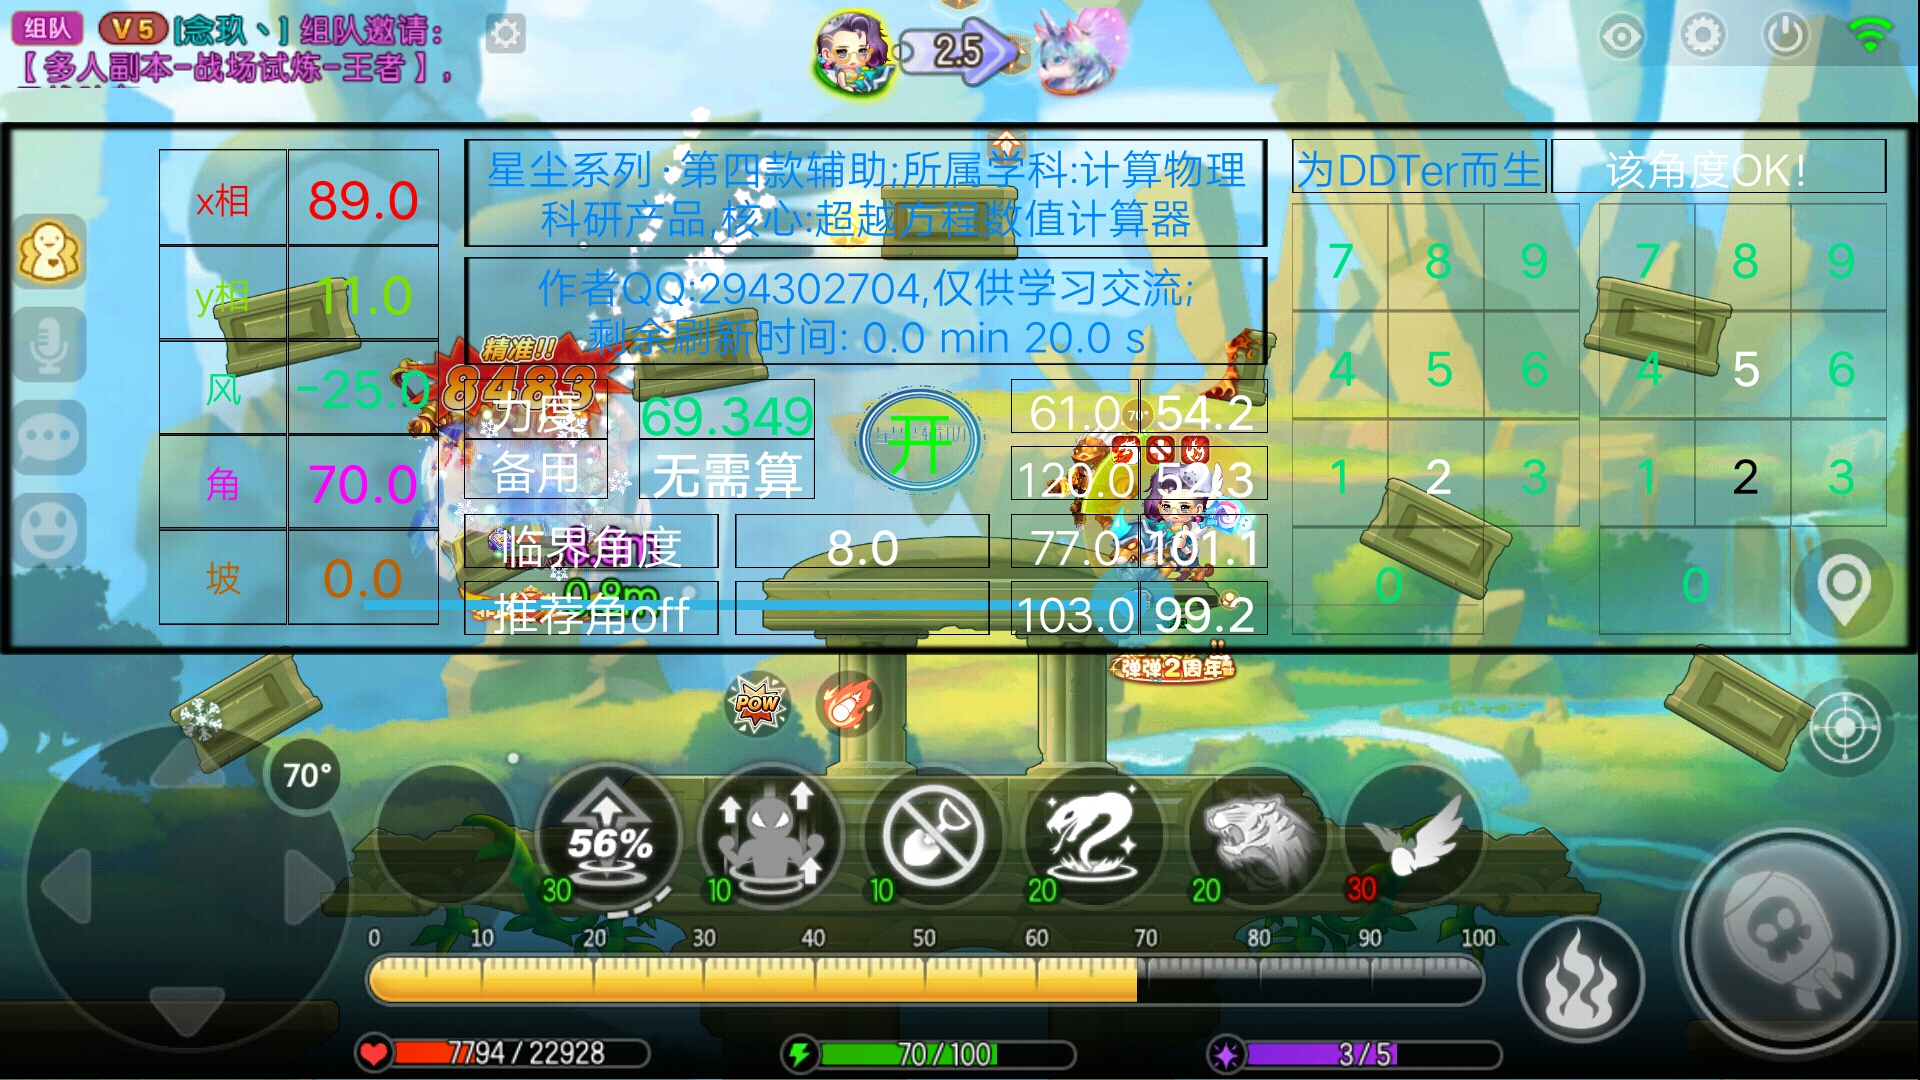 组队 V5 [念玖丶] 组队邀请:
【多人副本-战场试炼-王者】,
2.5
星尘系列·第四款辅助;所属学科:计算物理
科研产品,核心:超越方程数值计算器
为DDTer而生 该角度OK!
作者QQ:294302704,仅供学习交流;
剩余刷新时间: 0.0 min 20.0 s
x相 89.0
y相 11.0
风 -25.0
角 70.0
坡 0.0
精准!!
8483
力度 69.349
备用 无需算
开
临界角度 8.0
0.8m
推荐角off
61.0 70° 54.2
120.0 52.3
77.0 101.1
103.0 99.2
7 8 9 7 8 9
4 5 6 4 5 6
1 2 3 1 2 3
0 0
弹弹2周年
POW
70°
56%
30 10 10 20 20 30
0 10 20 30 40 50 60 70 80 90 100
7794/22928 70/100 3/5